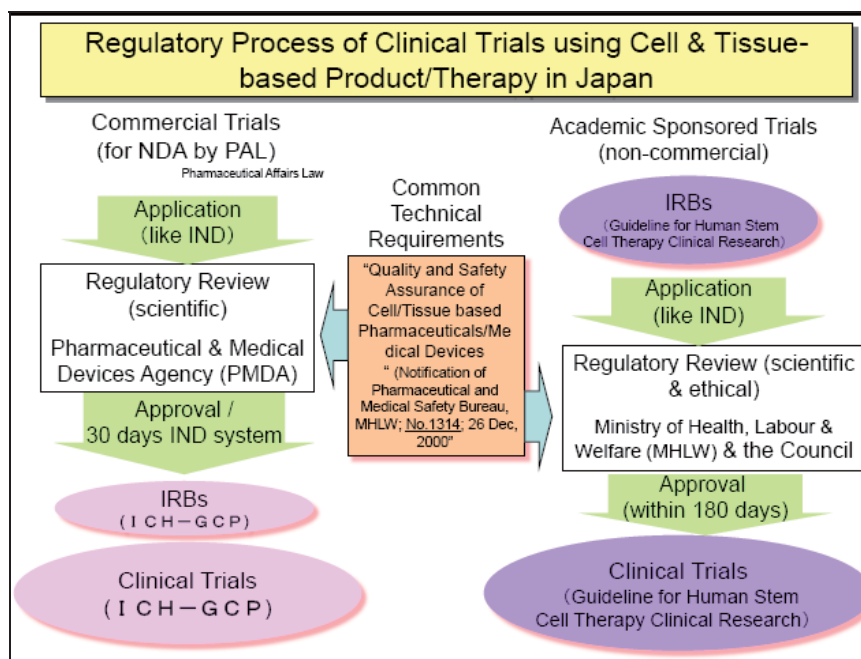 Regulatory Process of Clinical Trials using Cell & Tissue-
based Product/Therapy in Japan
Commercial Trials
(for NDA by PAL)
Pharmaceutical Affairs Law
Application
(like IND)
Regulatory Review
(scientific)
Pharmaceutical & Medical
Devices Agency (PMDA)
Approval /
30 days IND system
IRBs
(ＩＣＨ－ＧＣＰ)
Clinical Trials
(ＩＣＨ－ＧＣＰ)
Common
Technical
Requirements
“Quality and Safety
Assurance of
Cell/Tissue based
Pharmaceuticals/Me
dical Devices
“ (Notification of
Pharmaceutical and
Medical Safety Bureau,
MHLW; No.1314; 26 Dec,
2000”
Academic Sponsored Trials
(non-commercial)
IRBs
（Guideline for Human Stem
Cell Therapy Clinical Research）
Application
(like IND)
Regulatory Review (scientific
& ethical)
Ministry of Health, Labour &
Welfare (MHLW) & the Council
Approval
(within 180 days)
Clinical Trials
（Guideline for Human Stem
Cell Therapy Clinical Research）